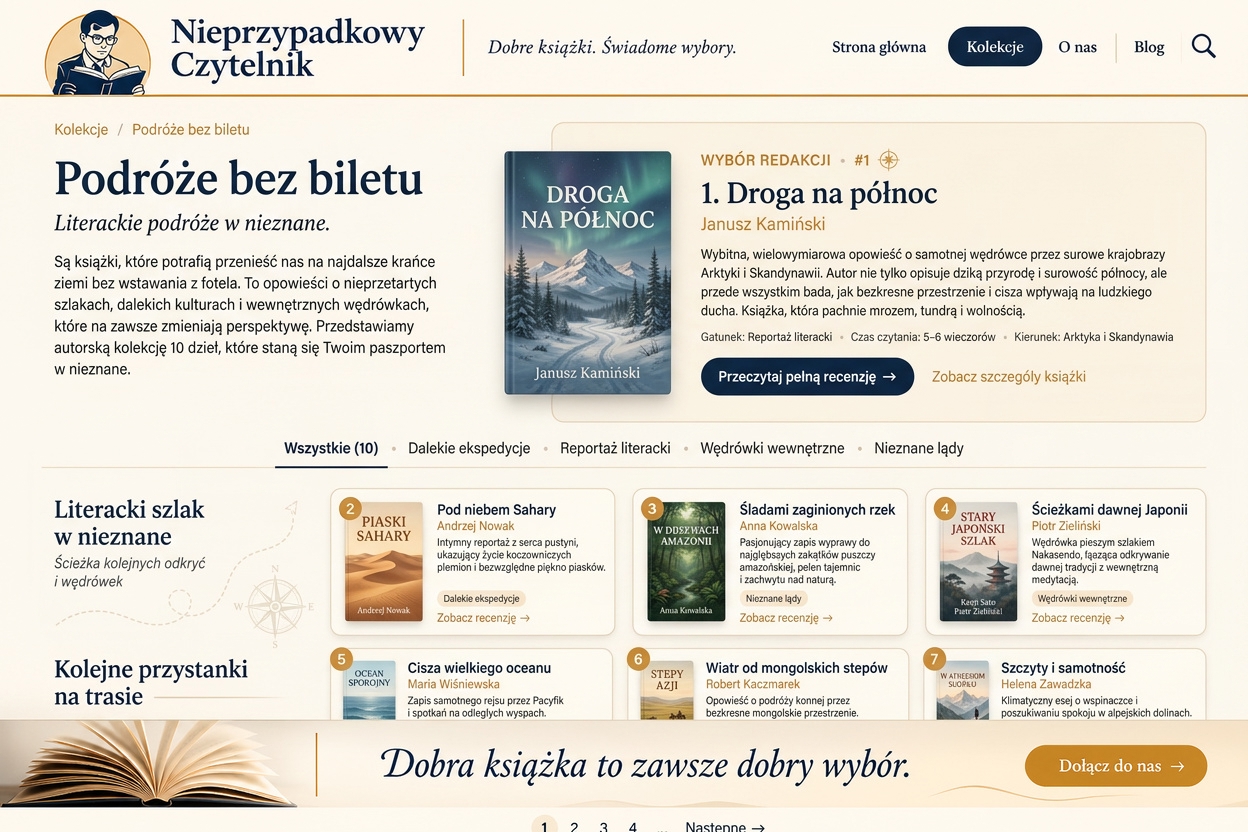 Nieprzypadkowy
Czytelnik
Dobre książki. Świadome wybory.
Strona główna
Kolekcje
O nas
Blog
Kolekcje / Podróże bez biletu
Podróże bez biletu
Literackie podróże w nieznane.
Są książki, które potrafią przenieść nas na najdalsze krańce
ziemi bez wstawania z fotela. To opowieści o nieprzetartych
szlakach, dalekich kulturach i wewnętrznych wędrówkach,
które na zawsze zmieniają perspektywę. Przedstawiamy
autorską kolekcję 10 dzieł, które staną się Twoim paszportem
w nieznane.
DROGA
NA PÓŁNOC
Janusz Kamiński
WYBÓR REDAKCJI • #1
1. Droga na północ
Janusz Kamiński
Wybitna, wielowymiarowa opowieść o samotnej wędrówce przez surowe krajobrazy
Arktyki i Skandynawii. Autor nie tylko opisuje dziką przyrodę i surowość północy, ale
przede wszystkim bada, jak bezkresne przestrzenie i cisza wpływają na ludzkiego
ducha. Książka, która pachnie mrozem, tundrą i wolnością.
Gatunek: Reportaż literacki • Czas czytania: 5–6 wieczorów • Kierunek: Arktyka i Skandynawia
Przeczytaj pełną recenzję →
Zobacz szczegóły książki
Wszystkie (10) • Dalekie ekspedycje • Reportaż literacki • Wędrówki wewnętrzne • Nieznane lądy
Literacki szlak
w nieznane
Ścieżka kolejnych odkryć
i wędrówek
N
W
E
S
2
PIASKI
SAHARY
Andrzej Nowak
Pod niebem Sahary
Andrzej Nowak
Intymny reportaż z serca pustyni,
ukazujący życie koczowniczych
plemion i bezwzględne piękno piasków.
Dalekie ekspedycje
Zobacz recenzję →
3
AMAZONII
Śladami zaginionych rzek
Anna Kowalska
Pasjonujący zapis wyprawy do
najgłębszych zakątków puszczy
amazońskiej, pelen tajemnic
i zachwytu nad naturą.
Nieznane lądy
Zobacz recenzję →
4
STARY
JAPOŃSKI
SZLAK
Ścieżkami dawnej Japonii
Piotr Zieliński
Wędrówka pieszym szlakiem
Nakasendo, łącząca odkrywanie
dawnej tradycji z wewnętrzną
medytacją.
Wędrówki wewnętrzne
Zobacz recenzję →
Kolejne przystanki
na trasie
5
OCEAN
SPOROJNY
Cisza wielkiego oceanu
Maria Wiśniewska
Zapis samotnego rejsu przez Pacyfik
i spotkań na odległych wyspach.
6
STEPY
AZJI
Wiatr od mongolskich stepów
Robert Kaczmarek
Opowieść o podróży konnej przez
bezkresne mongolskie przestrzenie.
7
Szczyty i samotność
Helena Zawadzka
Klimatyczny esej o wspinaczce i
poszukiwaniu spokoju w alpejskich dolinach.
Dobra książka to zawsze dobry wybór.
Dołącz do nas →
1 2 3 4 ... Następne →